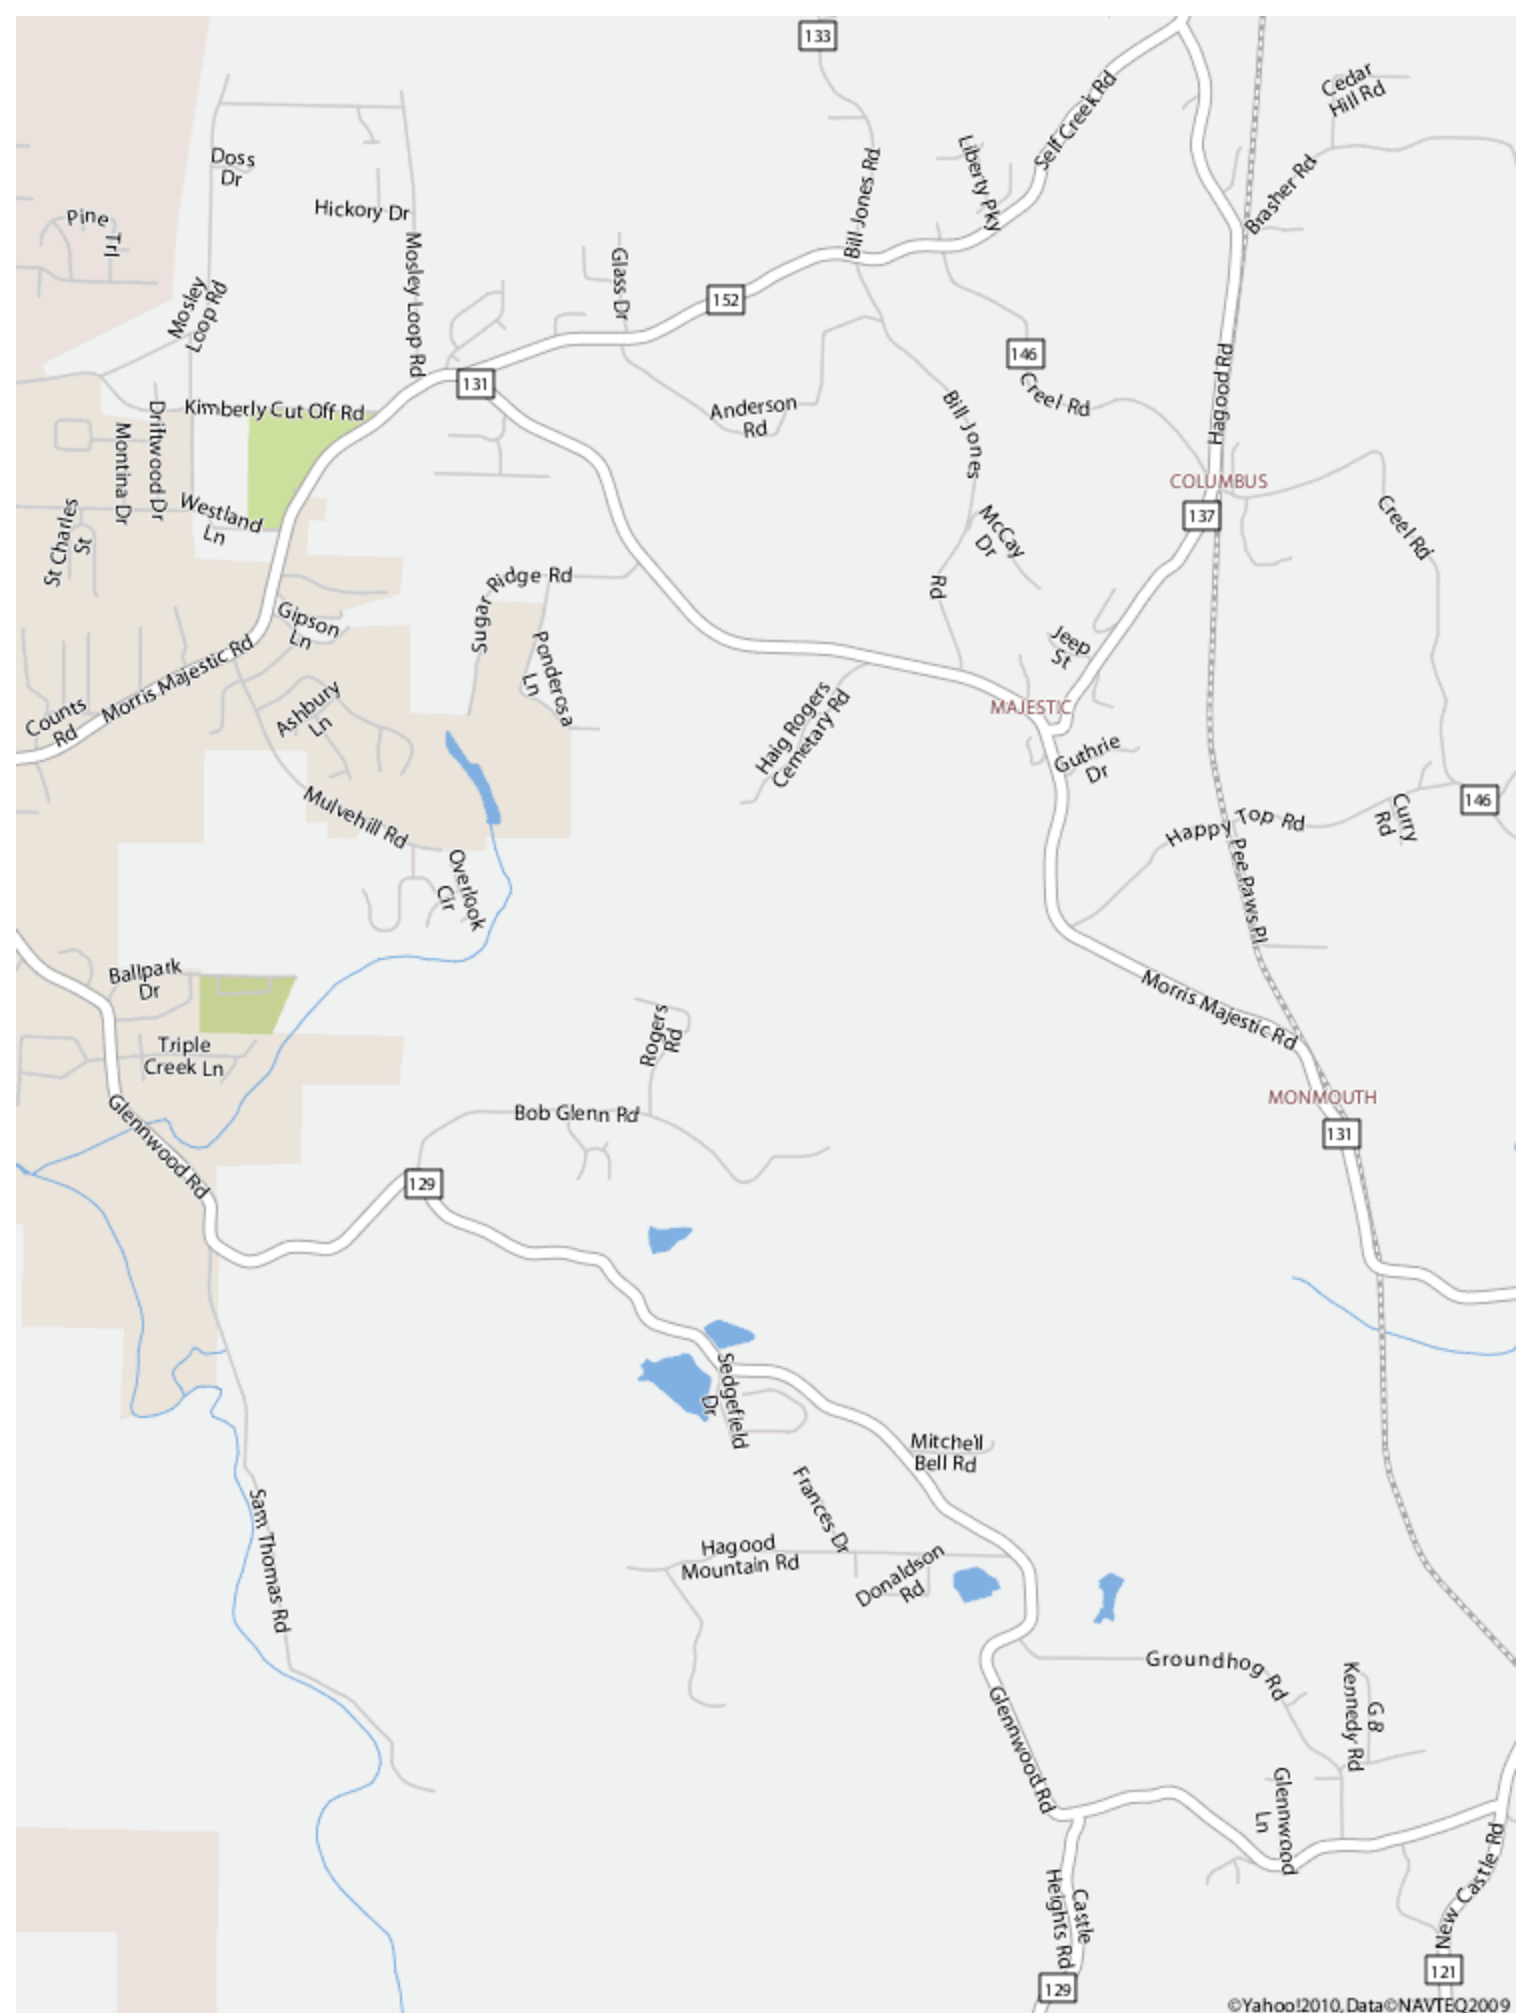 133
Cedar
Hill Rd
Self Creek Rd
Liberty Pky
Bill Jones Rd
Doss
Dr
Hickory Dr
Pine Trl
Brasher Rd
Mosley
Loop Rd
Mosley Loop Rd
Glass Dr
152
146
Creel Rd
Hagood Rd
131
Kimberly Cut Off Rd
Driftwood Dr
Montina Dr
Anderson
Rd
Bill Jones
Rd
COLUMBUS
137
Westland
Ln
St Charles
St
McCay
Dr
Creel Rd
Sugar Ridge Rd
Gipson
Ln
Ponderosa
Ln
Jeep
St
Morris Majestic Rd
Counts
Rd
Ashbury
Ln
Haig Rogers
Cemetary Rd
MAJESTIC
Guthrie
Dr
Mulvehill Rd
Happy Top Rd
Curry
Rd
146
Overlook
Cir
Pee Paws Pl
Ballpark
Dr
Morris Majestic Rd
Rogers
Rd
Triple
Creek Ln
MONMOUTH
131
Glennwood Rd
Bob Glenn Rd
129
Sedgefield
Dr
Mitchell
Bell Rd
Frances Dr
Sam Thomas Rd
Hagood
Mountain Rd
Donaldson
Rd
Groundhog Rd
G B
Kennedy Rd
Glennwood Rd
Glennwood
Ln
New Castle Rd
Castle
Heights Rd
121
129
©Yahoo!2010,Data©NAVTEQ2009